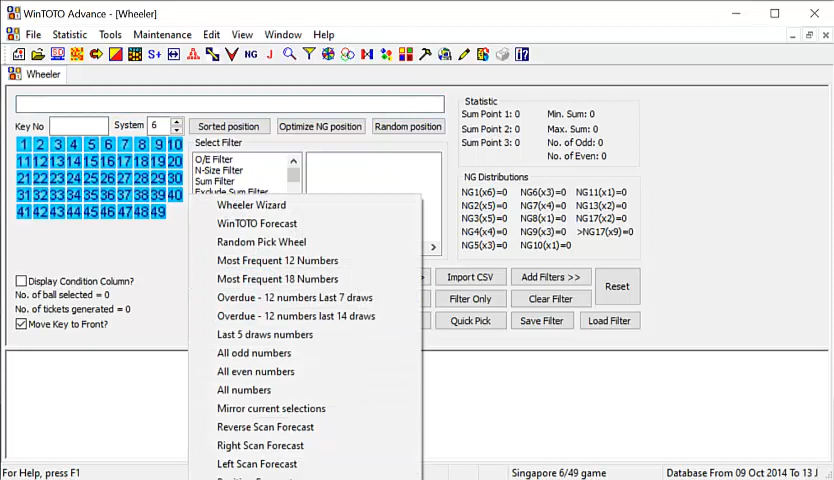 WinTOTO Advance - [Wheeler]
File Statistic Tools Maintenance Edit View Window Help
SD S+ NG J
Wheeler
Key No System 6 Sorted position Optimize NG position Random position
1 2 3 4 5 6 7 8 9 10
11 12 13 14 15 16 17 18 19 20
21 22 23 24 25 26 27 28 29 30
31 32 33 34 35 36 37 38 39 40
41 42 43 44 45 46 47 48 49
Select Filter
O/E Filter
N-Size Filter
Sum Filter
Exclude Sum Filter
Statistic
Sum Point 1: 0 Min. Sum: 0
Sum Point 2: 0 Max. Sum: 0
Sum Point 3: 0 No. of Odd: 0
No. of Even: 0
NG Distributions
NG1(x6)=0 NG6(x3)=0 NG11(x1)=0
NG2(x5)=0 NG7(x4)=0 NG13(x2)=0
NG3(x5)=0 NG8(x1)=0 NG17(x2)=0
NG4(x4)=0 NG9(x3)=0 >NG17(x9)=0
NG5(x3)=0 NG10(x1)=0
Wheeler Wizard
WinTOTO Forecast
Random Pick Wheel
Most Frequent 12 Numbers
Most Frequent 18 Numbers
Overdue - 12 numbers Last 7 draws
Overdue - 12 numbers last 14 draws
Last 5 draws numbers
All odd numbers
All even numbers
All numbers
Mirror current selections
Reverse Scan Forecast
Right Scan Forecast
Left Scan Forecast
Display Condition Column?
No. of ball selected = 0
No. of tickets generated = 0
Move Key to Front?
Import CSV Add Filters >> Reset
Filter Only Clear Filter
Quick Pick Save Filter Load Filter
For Help, press F1 Singapore 6/49 game Database From 09 Oct 2014 To 13 J